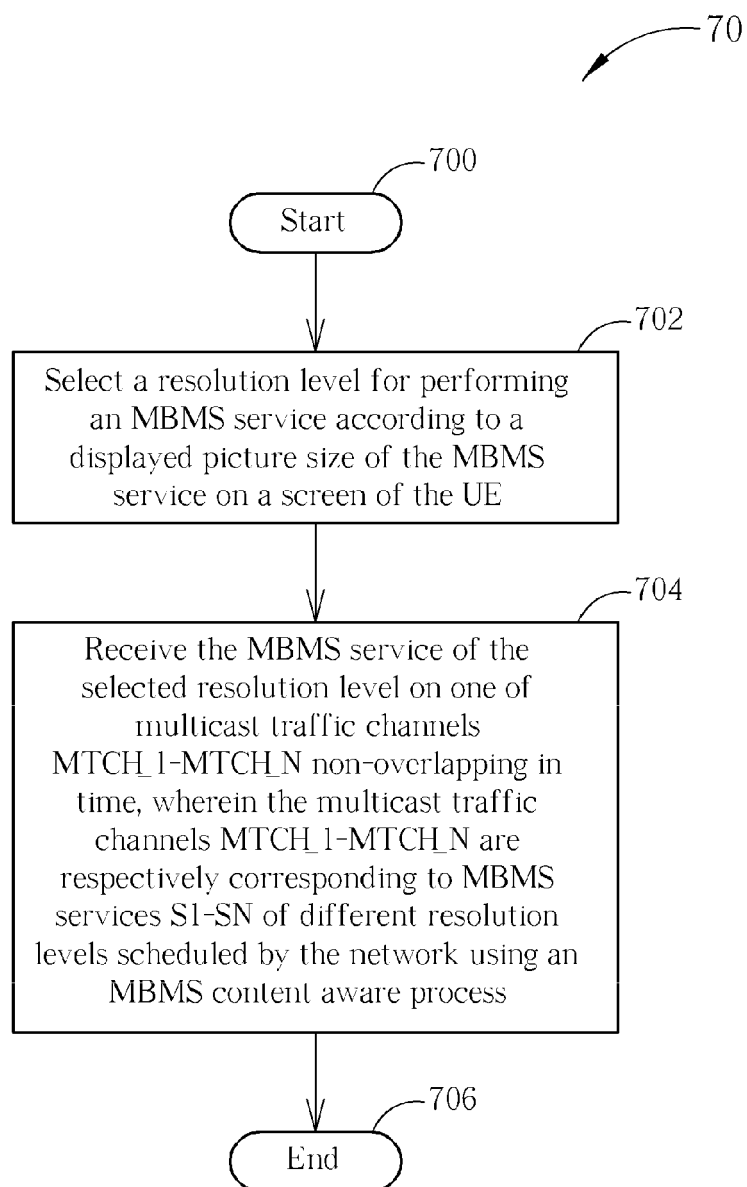 70
700
Start
702
Select a resolution level for performing
an MBMS service according to a
displayed picture size of the MBMS
service on a screen of the UE
704
Receive the MBMS service of the
selected resolution level on one of
multicast traffic channels
MTCH_1-MTCH_N non-overlapping in
time, wherein the multicast traffic
channels MTCH_1-MTCH_N are
respectively corresponding to MBMS
services S1-SN of different resolution
levels scheduled by the network using an
MBMS content aware process
706
End